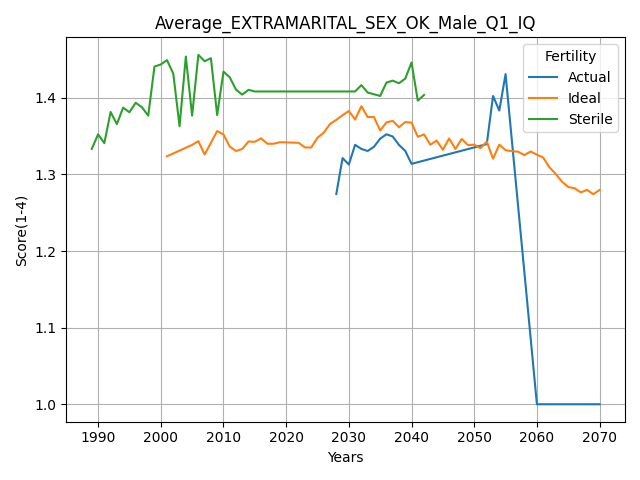 Average_EXTRAMARITAL_SEX_OK_Male_Q1_IQ
Fertility
Actual
Ideal
Sterile
Score(1-4)
1.4
1.3
1.2
1.1
1.0
1990 2000 2010 2020 2030 2040 2050 2060 2070
Years